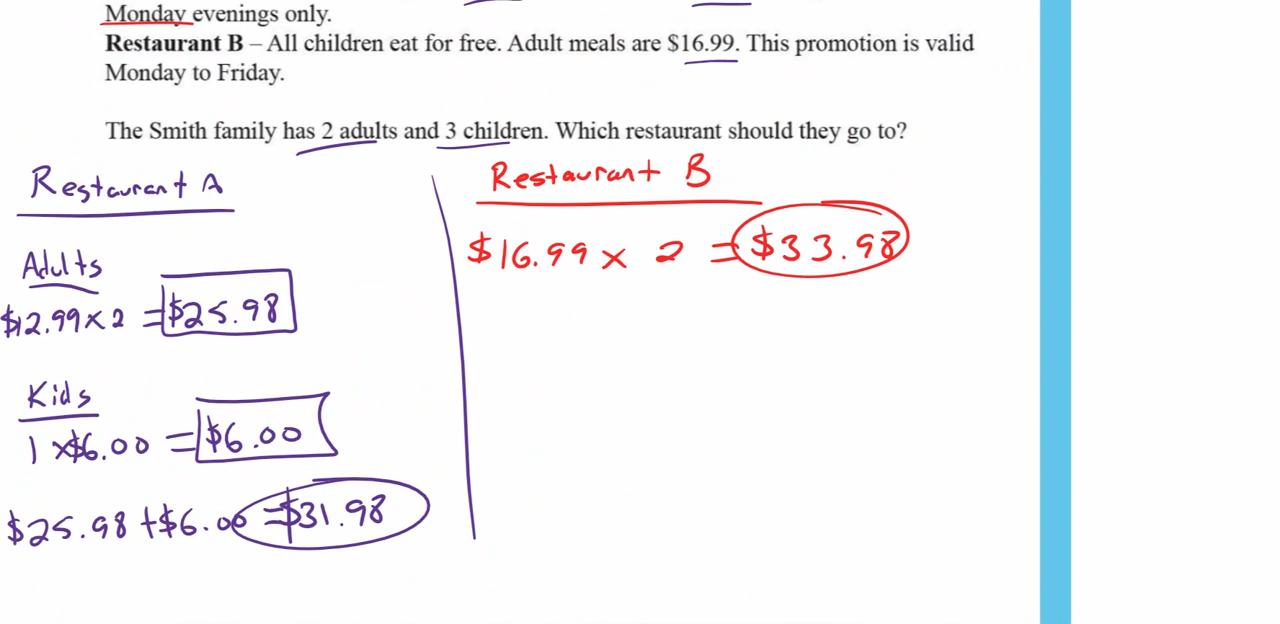 Monday evenings only.
Restaurant B – All children eat for free. Adult meals are $16.99. This promotion is valid
Monday to Friday.
The Smith family has 2 adults and 3 children. Which restaurant should they go to?
Restaurant A
Adults
$12.99 x 2 = $25.98
Kids
1 x $6.00 = $6.00
$25.98 + $6.00 = $31.98
Restaurant B
$16.99 x 2 = $33.98